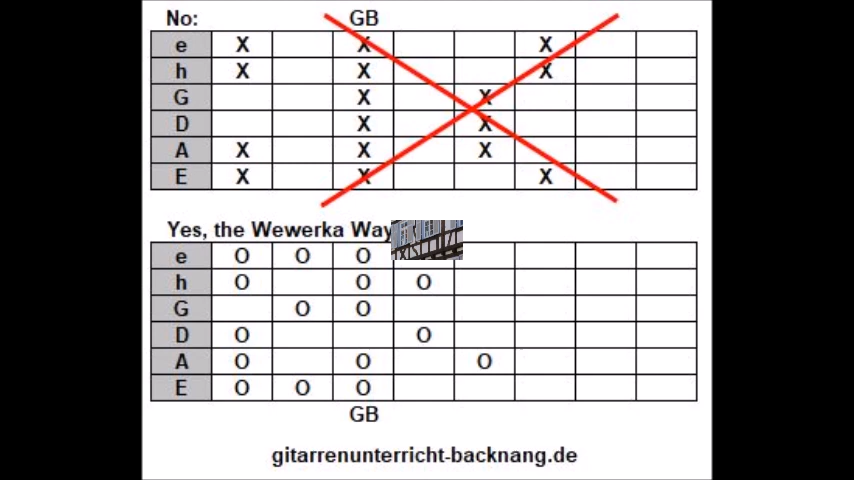 No: GB
e X X X
h X X X
G X X
D X X
A X X X
E X X X
Yes, the Wewerka Way
e O O O
h O O O
G O O
D O O
A O O O
E O O O
GB
gitarrenunterricht-backnang.de